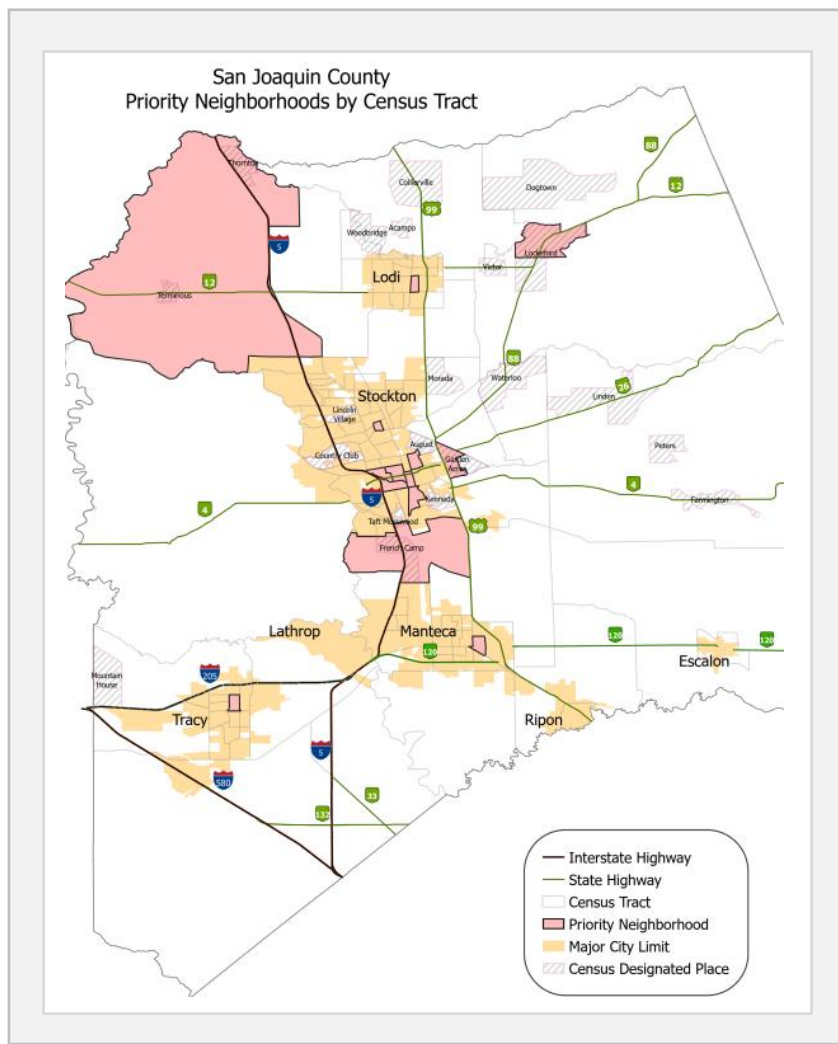 San Joaquin County
Priority Neighborhoods by Census Tract
88
Thornton
Collierville
Dogtown
12
99
Woodbridge
Acampo
5
Lockeford
Lodi
Victor
12
Terminous
88
Morada
Waterloo
26
Stockton
Linden
Lincoln
Village
August
Peters
Country Club
Garden
Acres
4
5
Kennedy
Farmington
4
Taft Mosswood
99
French Camp
Lathrop
Manteca
120
120
120
Escalon
Mountain
house
205
Tracy
Ripon
5
580
33
132
Interstate Highway
State Highway
Census Tract
Priority Neighborhood
Major City Limit
Census Designated Place